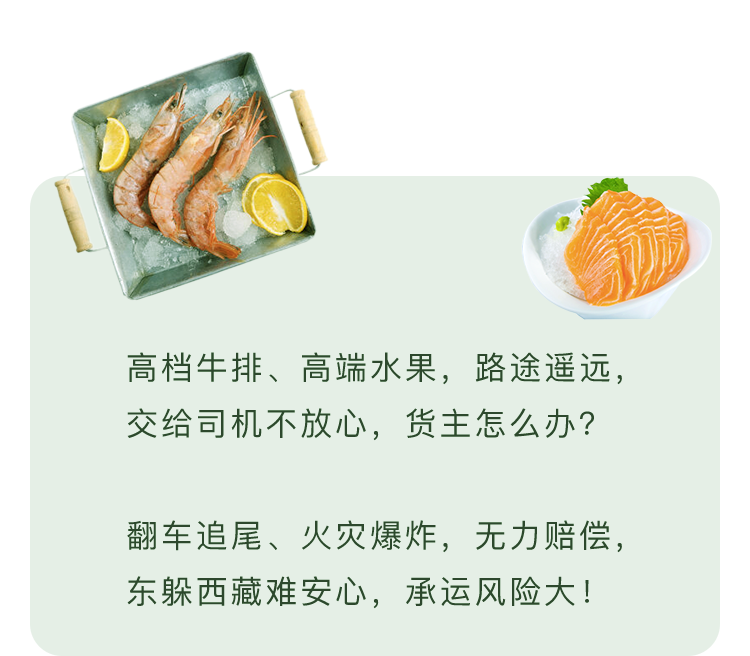 高档牛排、高端水果，路途遥远，
交给司机不放心，货主怎么办？
翻车追尾、火灾爆炸，无力赔偿，
东躲西藏难安心，承运风险大！